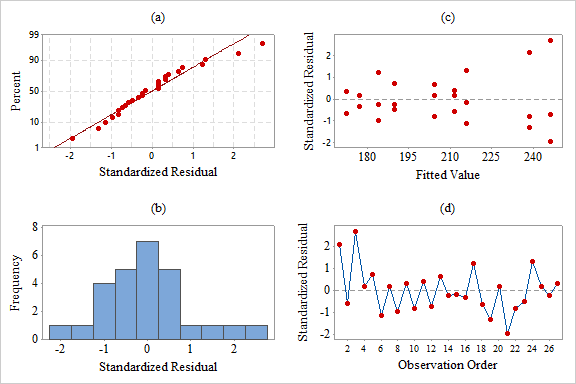 (a)
99
90
50
10
1
Percent
-2
-1
0
1
2
Standardized Residual
(c)
2
1
0
-1
-2
Standardized Residual
180
195
210
225
240
Fitted Value
(b)
8
6
4
2
0
Frequency
-2
-1
0
1
2
Standardized Residual
(d)
2
1
0
-1
-2
Standardized Residual
2 4 6 8 10 12 14 16 18 20 22 24 26
Observation Order